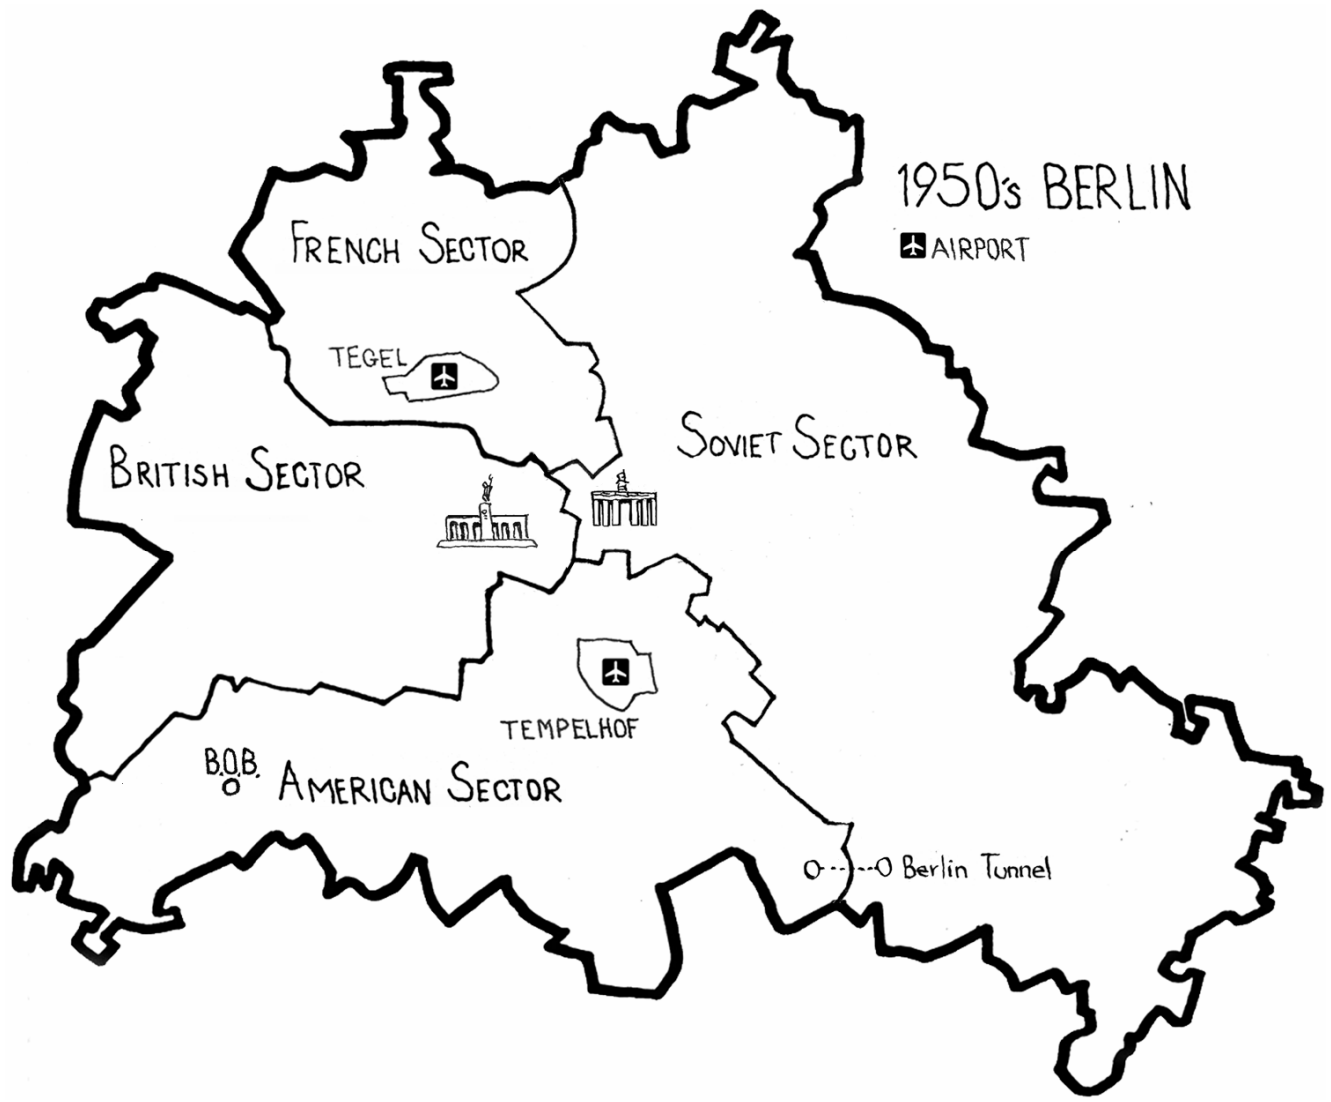 1950's BERLIN
AIRPORT
FRENCH SECTOR
TEGEL
BRITISH SECTOR
SOVIET SECTOR
TEMPELHOF
B.O.B.
AMERICAN SECTOR
Berlin Tunnel